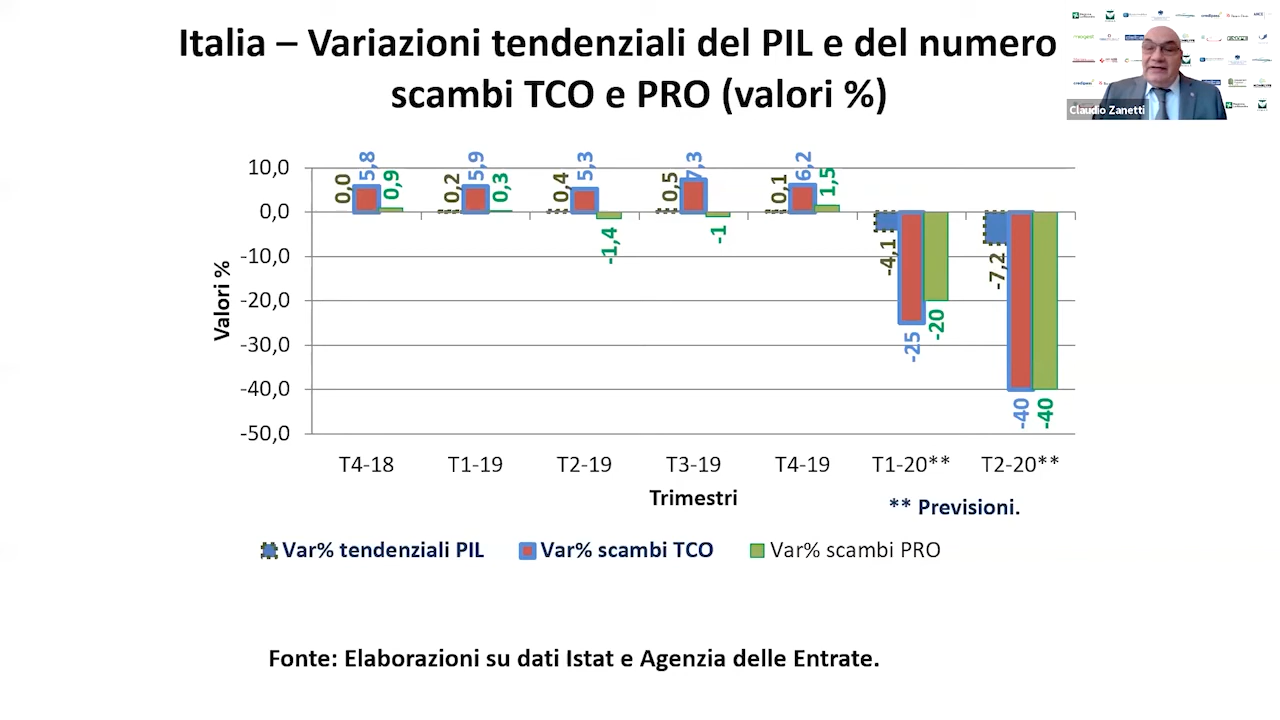 Italia – Variazioni tendenziali del PIL e del numero
scambi TCO e PRO (valori %)
Claudio Zanetti
Valori %
10,0
0,0
-10,0
-20,0
-30,0
-40,0
-50,0
0,0 5,8 0,9
0,2 5,9 0,3
0,4 5,3 -1,4
0,5 7,3 -1
0,1 6,2 1,5
-4,1 -25 -20
-7,2 -40 -40
T4-18 T1-19 T2-19 T3-19 T4-19 T1-20** T2-20**
Trimestri
** Previsioni.
Var% tendenziali PIL Var% scambi TCO Var% scambi PRO
Fonte: Elaborazioni su dati Istat e Agenzia delle Entrate.